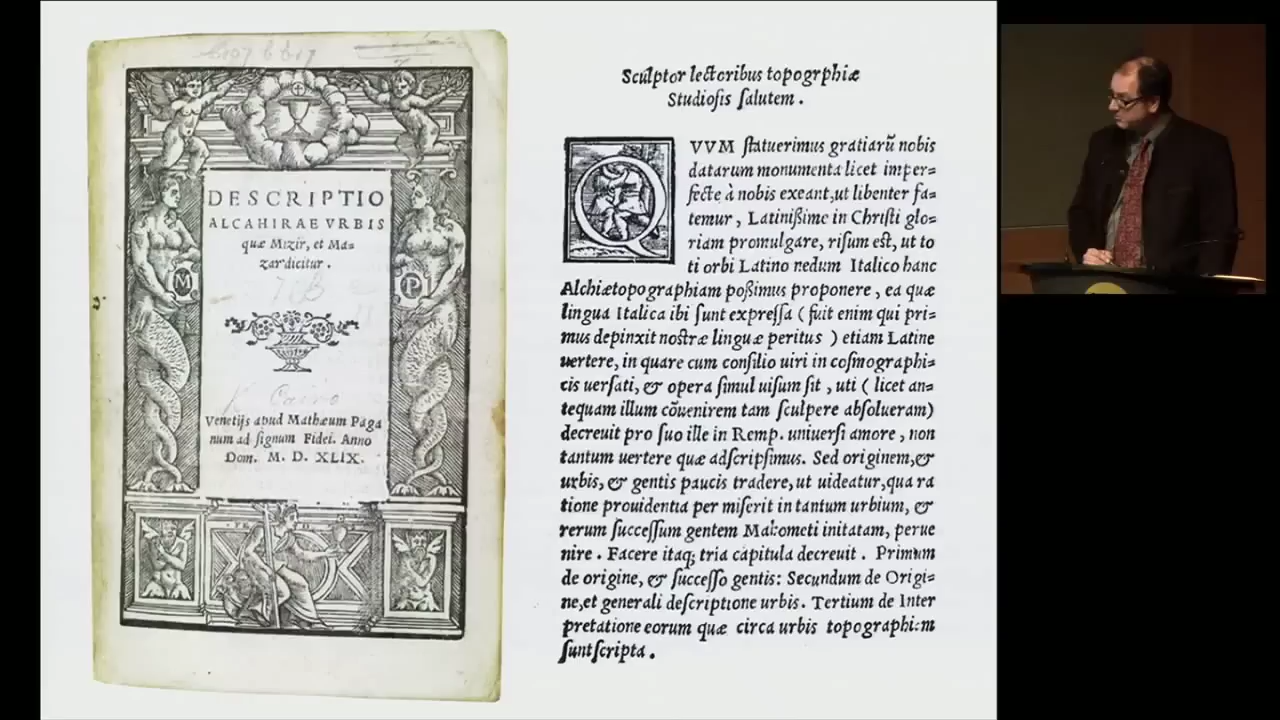 DESCRIPTIO
ALCAHIRAE VRBIS
quæ Mizir, et Ma=
zar dicitur.
M
P
Cairo
Venetijs apud Mathæum Paga
num ad signum Fidei. Anno
Dom. M. D. XLIX.
Sculptor lectoribus topogrphiæ
Studiosis salutem.
QVVM statuerimus gratiarũ nobis
datarum monumenta licet imper=
fecte à nobis exeant, ut libenter fa=
temur, Latinißime in Christi glo=
riam promulgare, risum est, ut to
ti orbi Latino nedum Italico hanc
Alchiætopographiam poßimus proponere, ea quæ
lingua Italica ibi sunt expressa (fuit enim qui pri=
mus depinxit nostræ linguæ peritus) etiam Latine
uertere, in quare cum consilio uiri in cosmographi=
cis uersati, & opera simul uisum sit, uti (licet an=
tequam illum cõuenirem tam sculpere absolueram)
decreuit pro suo ille in Remp. uniuersi amore, non
tantum uertere quæ adscripsimus. Sed originem, &
urbis, & gentis paucis tradere, ut uideatur, qua ra
tione prouidentia per miserit in tantum urbium, &
rerum successum gentem Mahometi initatam, perue
nire. Facere itaq; tria capitula decreuit. Primum
de origine, & successo gentis: Secundum de Origi=
ne, et generali descriptione urbis. Tertium de Inter
pretatione eorum quæ circa urbis topographiam
sunt scripta.